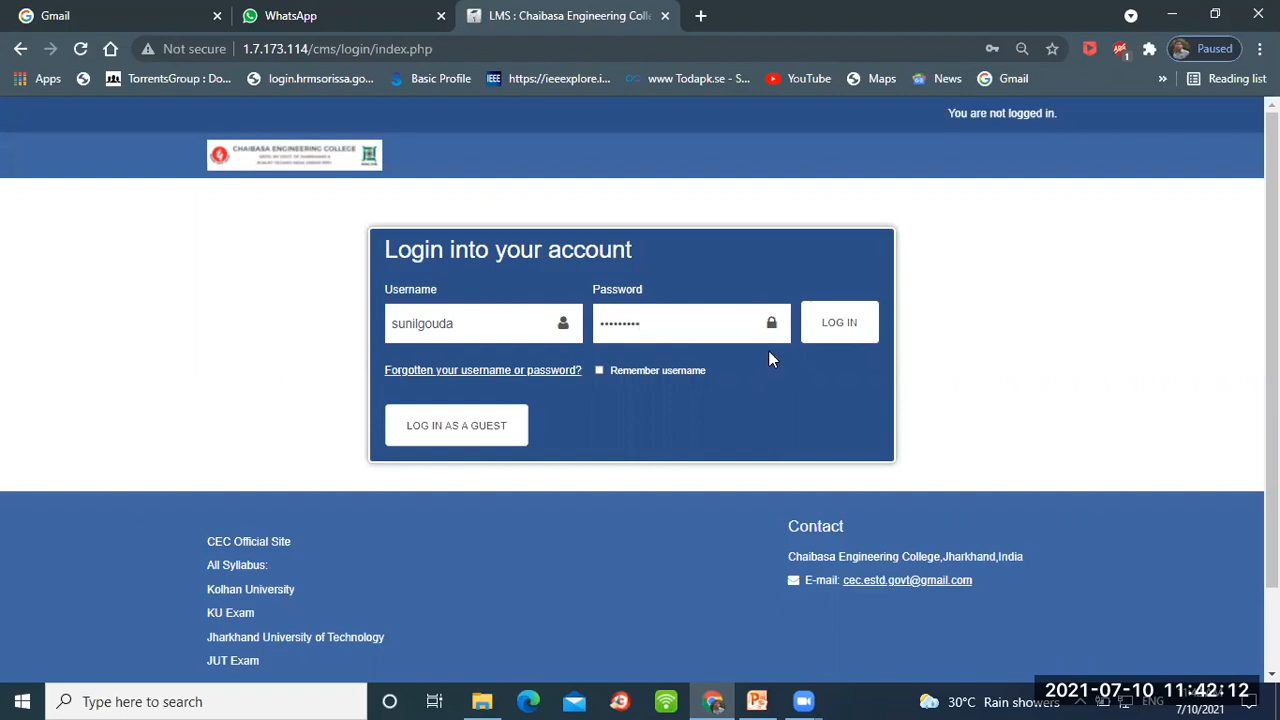 Gmail
WhatsApp
LMS : Chaibasa Engineering Coll
Not secure 1.7.173.114/cms/login/index.php
Paused
Apps
TorrentsGroup : Do...
login.hrmsorissa.go...
Basic Profile
IEEE
https://ieeexplore.i...
www Todapk.se - S...
YouTube
Maps
News
Gmail
»
Reading list
You are not logged in.
CHAIBASA ENGINEERING COLLEGE
Login into your account
Username
Password
sunilgouda
•••••••••
LOG IN
Forgotten your username or password?
Remember username
LOG IN AS A GUEST
CEC Official Site
All Syllabus:
Kolhan University
KU Exam
Jharkhand University of Technology
JUT Exam
Contact
Chaibasa Engineering College,Jharkhand,India
E-mail: cec.estd.govt@gmail.com
Type here to search
30°C Rain showers
ENG
2021-07-10 11:42:12
7/10/2021